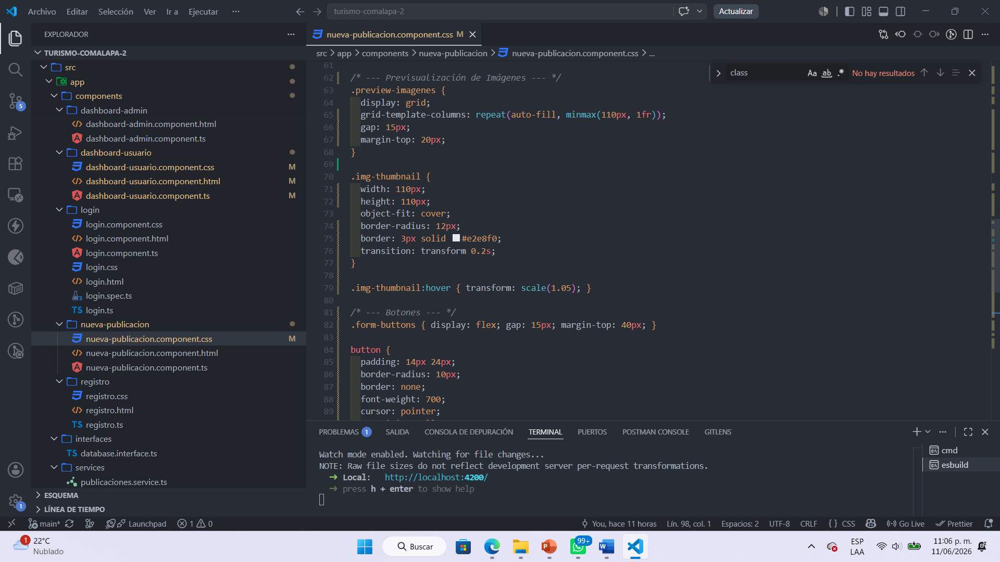 Archivo Editar Selección Ver Ir a Ejecutar ···
turismo-comalapa-2
Actualizar
EXPLORADOR
TURISMO-COMALAPA-2
src
app
components
dashboard-admin
dashboard-admin.component.html
dashboard-admin.component.ts
dashboard-usuario
dashboard-usuario.component.css M
dashboard-usuario.component.html M
dashboard-usuario.component.ts M
login
login.component.css
login.component.html
login.component.ts
login.css
login.html
login.spec.ts
TS login.ts
nueva-publicacion
nueva-publicacion.component.css M
nueva-publicacion.component.html
nueva-publicacion.component.ts
registro
registro.css
registro.html
TS registro.ts
interfaces
TS database.interface.ts
services
publicaciones.service.ts
ESQUEMA
LÍNEA DE TIEMPO
5
1
nueva-publicacion.component.css M
src > app > components > nueva-publicacion > nueva-publicacion.component.css > ...
class
Aa ab .* No hay resultados
61
62 /* --- Previsualización de Imágenes --- */
63 .preview-imagenes {
64 display: grid;
65 grid-template-columns: repeat(auto-fill, minmax(110px, 1fr));
66 gap: 15px;
67 margin-top: 20px;
68 }
69
70 .img-thumbnail {
71 width: 110px;
72 height: 110px;
73 object-fit: cover;
74 border-radius: 12px;
75 border: 3px solid #e2e8f0;
76 transition: transform 0.2s;
77 }
78
79 .img-thumbnail:hover { transform: scale(1.05); }
80
81 /* --- Botones --- */
82 .form-buttons { display: flex; gap: 15px; margin-top: 40px; }
83
84 button {
85 padding: 14px 24px;
86 border-radius: 10px;
87 border: none;
88 font-weight: 700;
89 cursor: pointer;
PROBLEMAS 1 SALIDA CONSOLA DE DEPURACIÓN TERMINAL PUERTOS POSTMAN CONSOLE GITLENS
Watch mode enabled. Watching for file changes...
NOTE: Raw file sizes do not reflect development server per-request transformations.
➜ Local: http://localhost:4200/
➜ press h + enter to show help
cmd
esbuild
main* Launchpad 1 0
You, hace 11 horas Lín. 98, col. 1 Espacios: 2 UTF-8 CRLF { } CSS Go Live Prettier
1
22°C
Nublado
Buscar
99+
ESP
LAA
11:06 p. m.
11/06/2026